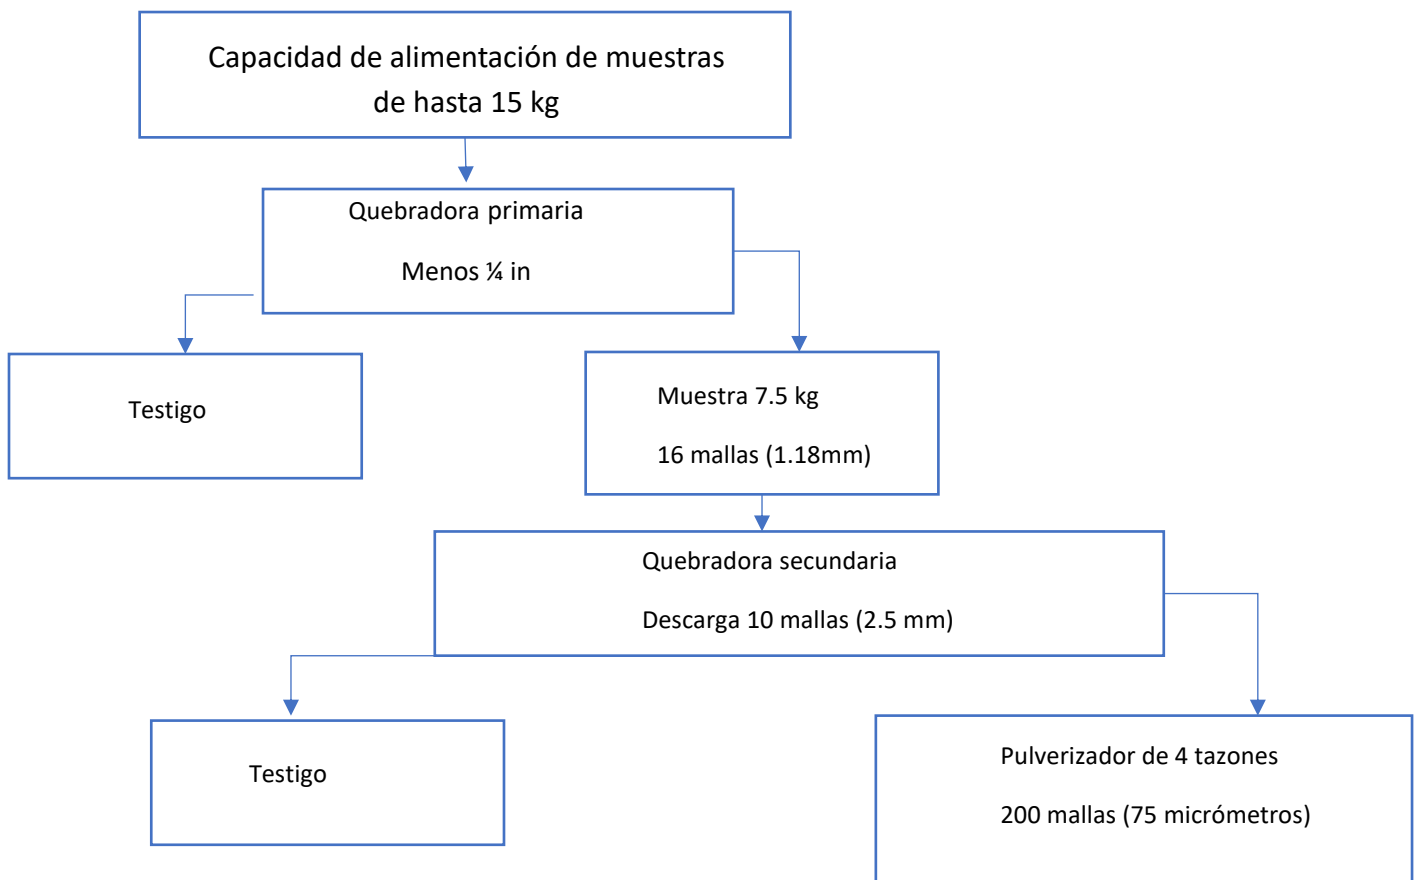 Capacidad de alimentación de muestras
de hasta 15 kg
Quebradora primaria
Menos ¼ in
Testigo
Muestra 7.5 kg
16 mallas (1.18mm)
Quebradora secundaria
Descarga 10 mallas (2.5 mm)
Testigo
Pulverizador de 4 tazones
200 mallas (75 micrómetros)